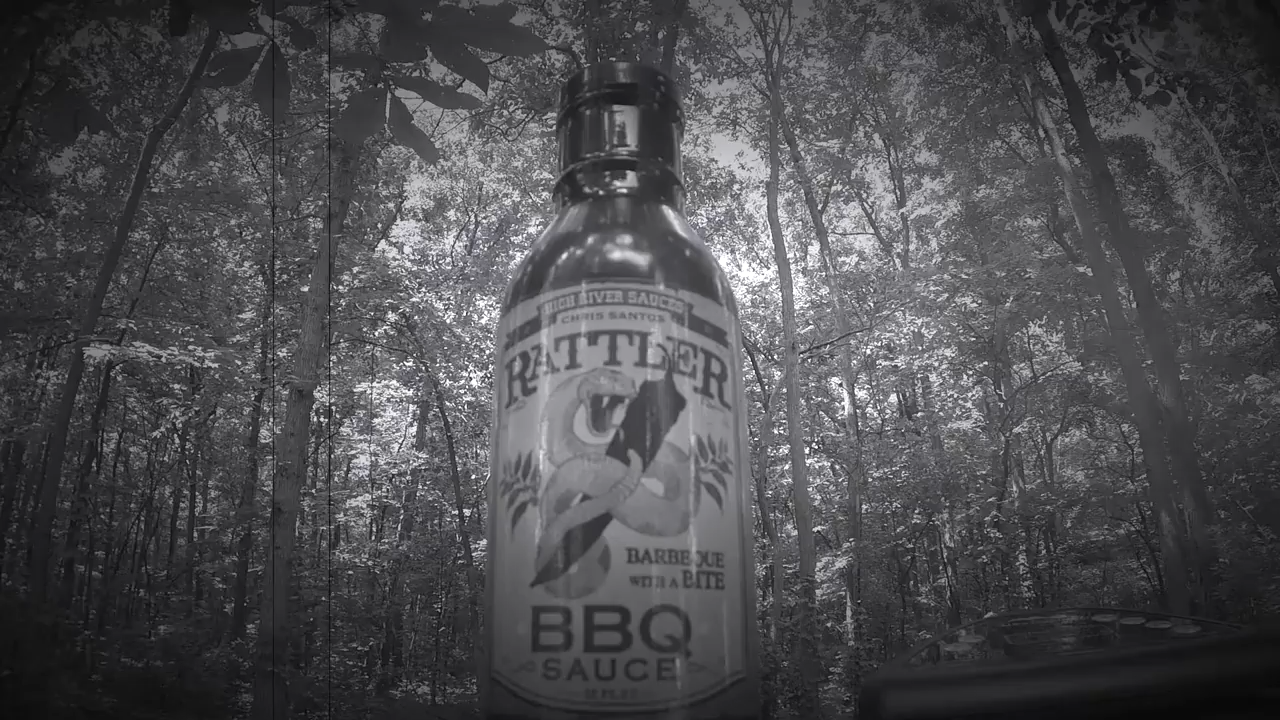 HIGH RIVER SAUCES
CHRIS SANTOS
RATTLER
BARBEQUE
WITH A BITE
BBQ
SAUCE